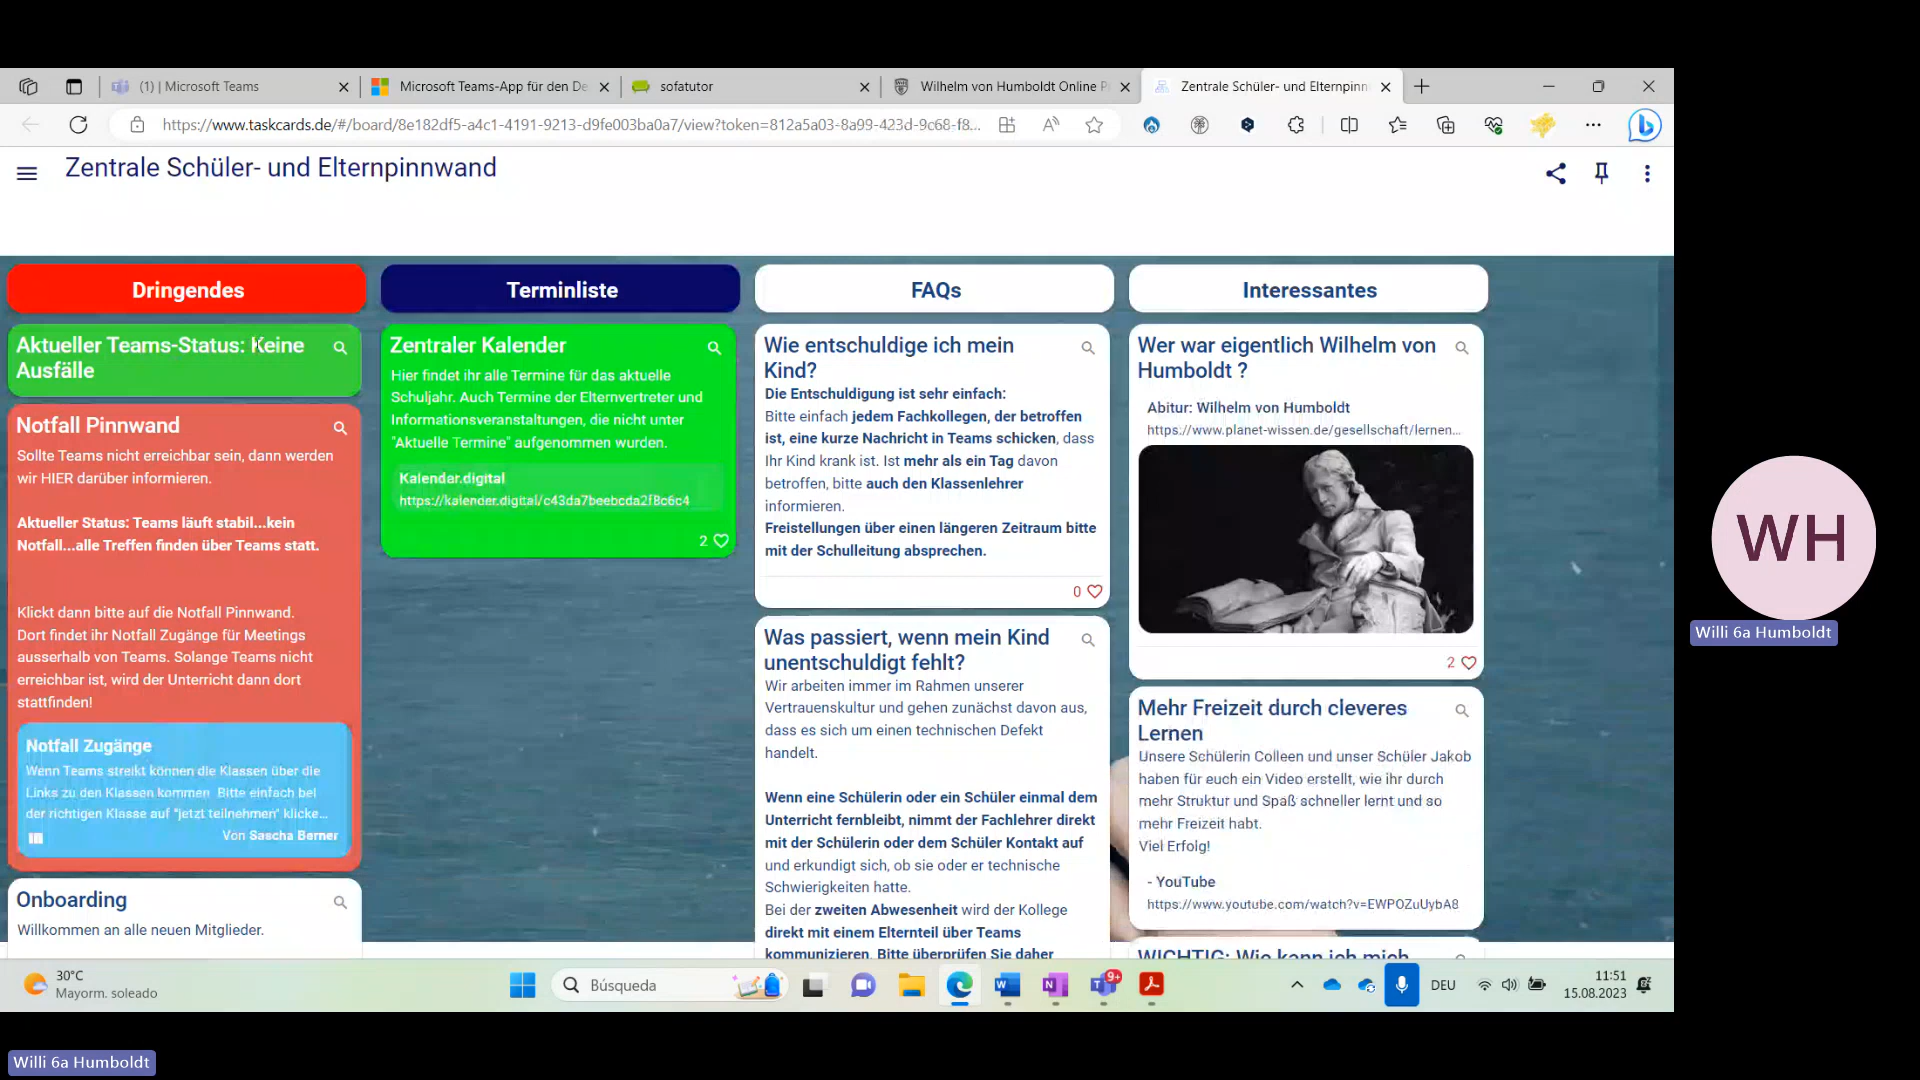 (1) | Microsoft Teams
Microsoft Teams-App für den De
sofatutor
Wilhelm von Humboldt Online P
Zentrale Schüler- und Elternpinn
https://www.taskcards.de/#/board/8e182df5-a4c1-4191-9213-d9fe003ba0a7/view?token=812a5a03-8a99-423d-9c68-f8...
Zentrale Schüler- und Elternpinnwand
Dringendes
Aktueller Teams-Status: Keine
Ausfälle
Notfall Pinnwand
Sollte Teams nicht erreichbar sein, dann werden
wir HIER darüber informieren.
Aktueller Status: Teams läuft stabil...kein
Notfall...alle Treffen finden über Teams statt.
Klickt dann bitte auf die Notfall Pinnwand.
Dort findet ihr Notfall Zugänge für Meetings
ausserhalb von Teams. Solange Teams nicht
erreichbar ist, wird der Unterricht dann dort
stattfinden!
Notfall Zugänge
Wenn Teams streikt können die Klassen über die
Links zu den Klassen kommen Bitte einfach bei
der richtigen Klasse auf "jetzt teilnehmen" klicke...
Von Sascha Berner
Onboarding
Willkommen an alle neuen Mitglieder.
Terminliste
Zentraler Kalender
Hier findet ihr alle Termine für das aktuelle
Schuljahr. Auch Termine der Elternvertreter und
Informationsveranstaltungen, die nicht unter
"Aktuelle Termine" aufgenommen wurden.
Kalendar.digital
https://kalender.digital/c43da7beebcda2f8c6c4
2
FAQs
Wie entschuldige ich mein
Kind?
Die Entschuldigung ist sehr einfach:
Bitte einfach jedem Fachkollegen, der betroffen
ist, eine kurze Nachricht in Teams schicken, dass
Ihr Kind krank ist. Ist mehr als ein Tag davon
betroffen, bitte auch den Klassenlehrer
informieren.
Freistellungen über einen längeren Zeitraum bitte
mit der Schulleitung absprechen.
0
Was passiert, wenn mein Kind
unentschuldigt fehlt?
Wir arbeiten immer im Rahmen unserer
Vertrauenskultur und gehen zunächst davon aus,
dass es sich um einen technischen Defekt
handelt.
Wenn eine Schülerin oder ein Schüler einmal dem
Unterricht fernbleibt, nimmt der Fachlehrer direkt
mit der Schülerin oder dem Schüler Kontakt auf
und erkundigt sich, ob sie oder er technische
Schwierigkeiten hatte.
Bei der zweiten Abwesenheit wird der Kollege
direkt mit einem Elternteil über Teams
kommunizieren. Bitte überprüfen Sie daher
Interessantes
Wer war eigentlich Wilhelm von
Humboldt ?
Abitur: Wilhelm von Humboldt
https://www.planet-wissen.de/gesellschaft/lernen...
2
Mehr Freizeit durch cleveres
Lernen
Unsere Schülerin Colleen und unser Schüler Jakob
haben für euch ein Video erstellt, wie ihr durch
mehr Struktur und Spaß schneller lernt und so
mehr Freizeit habt.
Viel Erfolg!
- YouTube
https://www.youtube.com/watch?v=EWPOZuUybA8
WICHTIG: Wie kann ich mich
WH
Willi 6a Humboldt
30°C
Mayorm. soleado
Búsqueda
9+
DEU
11:51
15.08.2023
Willi 6a Humboldt